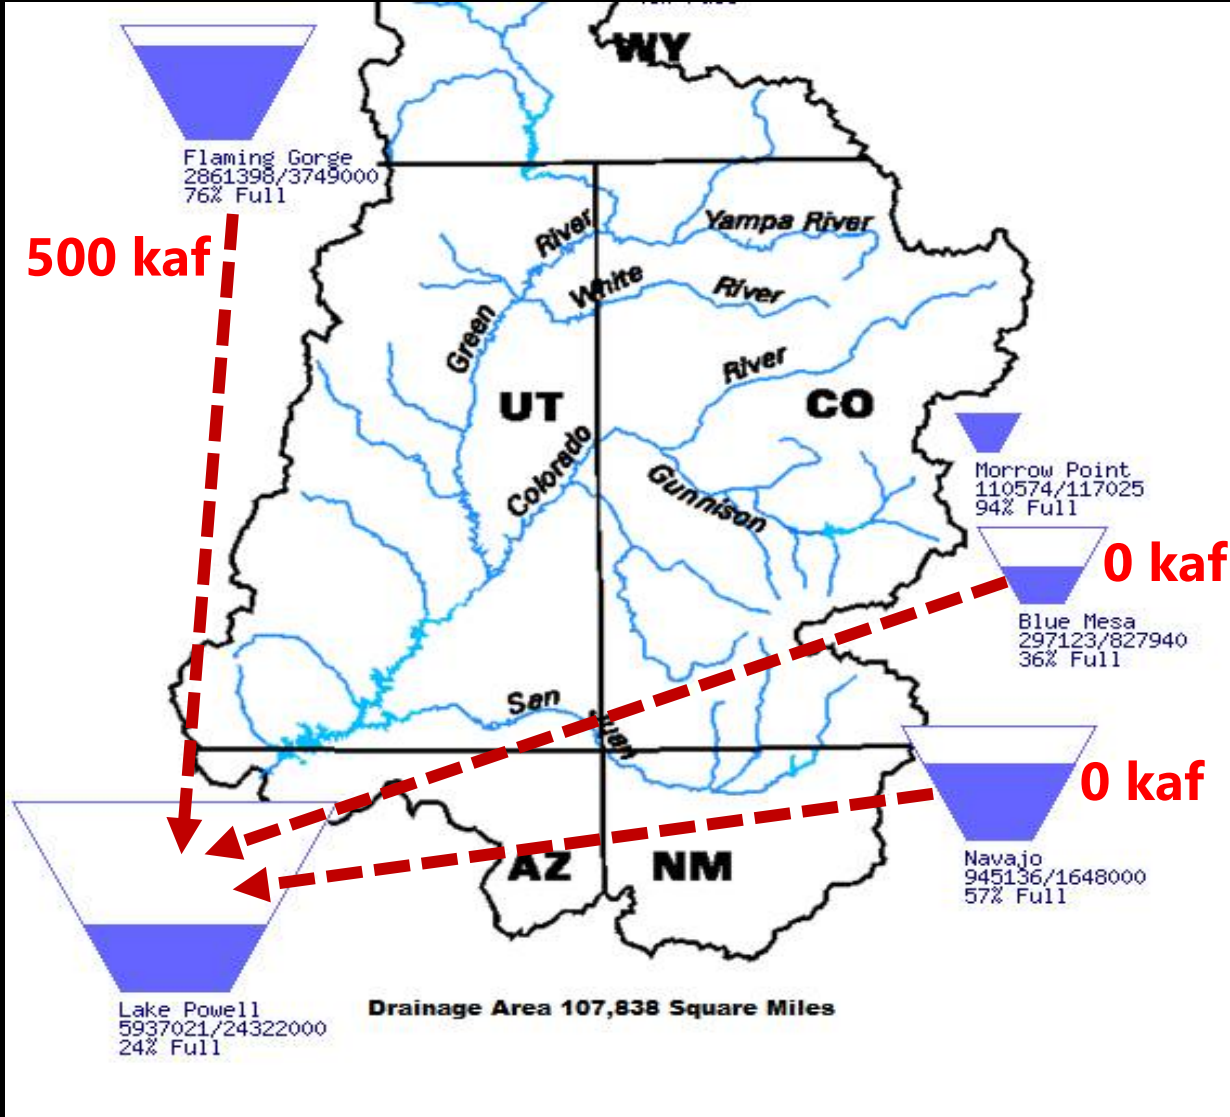 WY
Flaming Gorge
2861398/3749000
76% Full
500 kaf
River
Yampa River
White
River
Green
River
UT
CO
Colorado
Gunnison
Morrow Point
110574/117025
94% Full
0 kaf
Blue Mesa
297123/827940
36% Full
San
Juan
0 kaf
AZ
NM
Navajo
945136/1648000
57% Full
Lake Powell
5937021/24322000
24% Full
Drainage Area 107,838 Square Miles